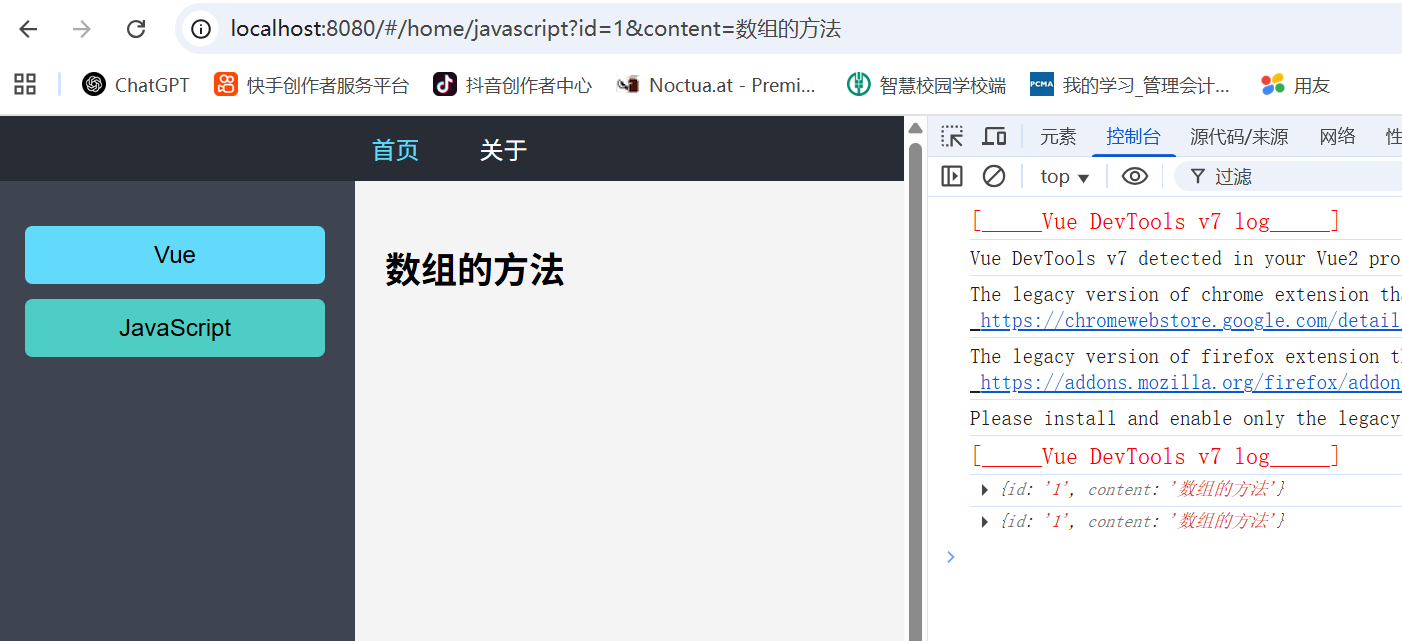 localhost:8080/#/home/javascript?id=1&content=数组的方法
ChatGPT 快手创作者服务平台 抖音创作者中心 Noctua.at - Premi... 智慧校园学校端 PCMA 我的学习_管理会计... 用友
首页 关于
Vue
JavaScript
数组的方法
元素 控制台 源代码/来源 网络 性
top 过滤
[_____Vue DevTools v7 log_____]
Vue DevTools v7 detected in your Vue2 pro
The legacy version of chrome extension tha
https://chromewebstore.google.com/detail
The legacy version of firefox extension t
https://addons.mozilla.org/firefox/addon
Please install and enable only the legacy
[_____Vue DevTools v7 log_____]
{id: '1', content: '数组的方法'}
{id: '1', content: '数组的方法'}